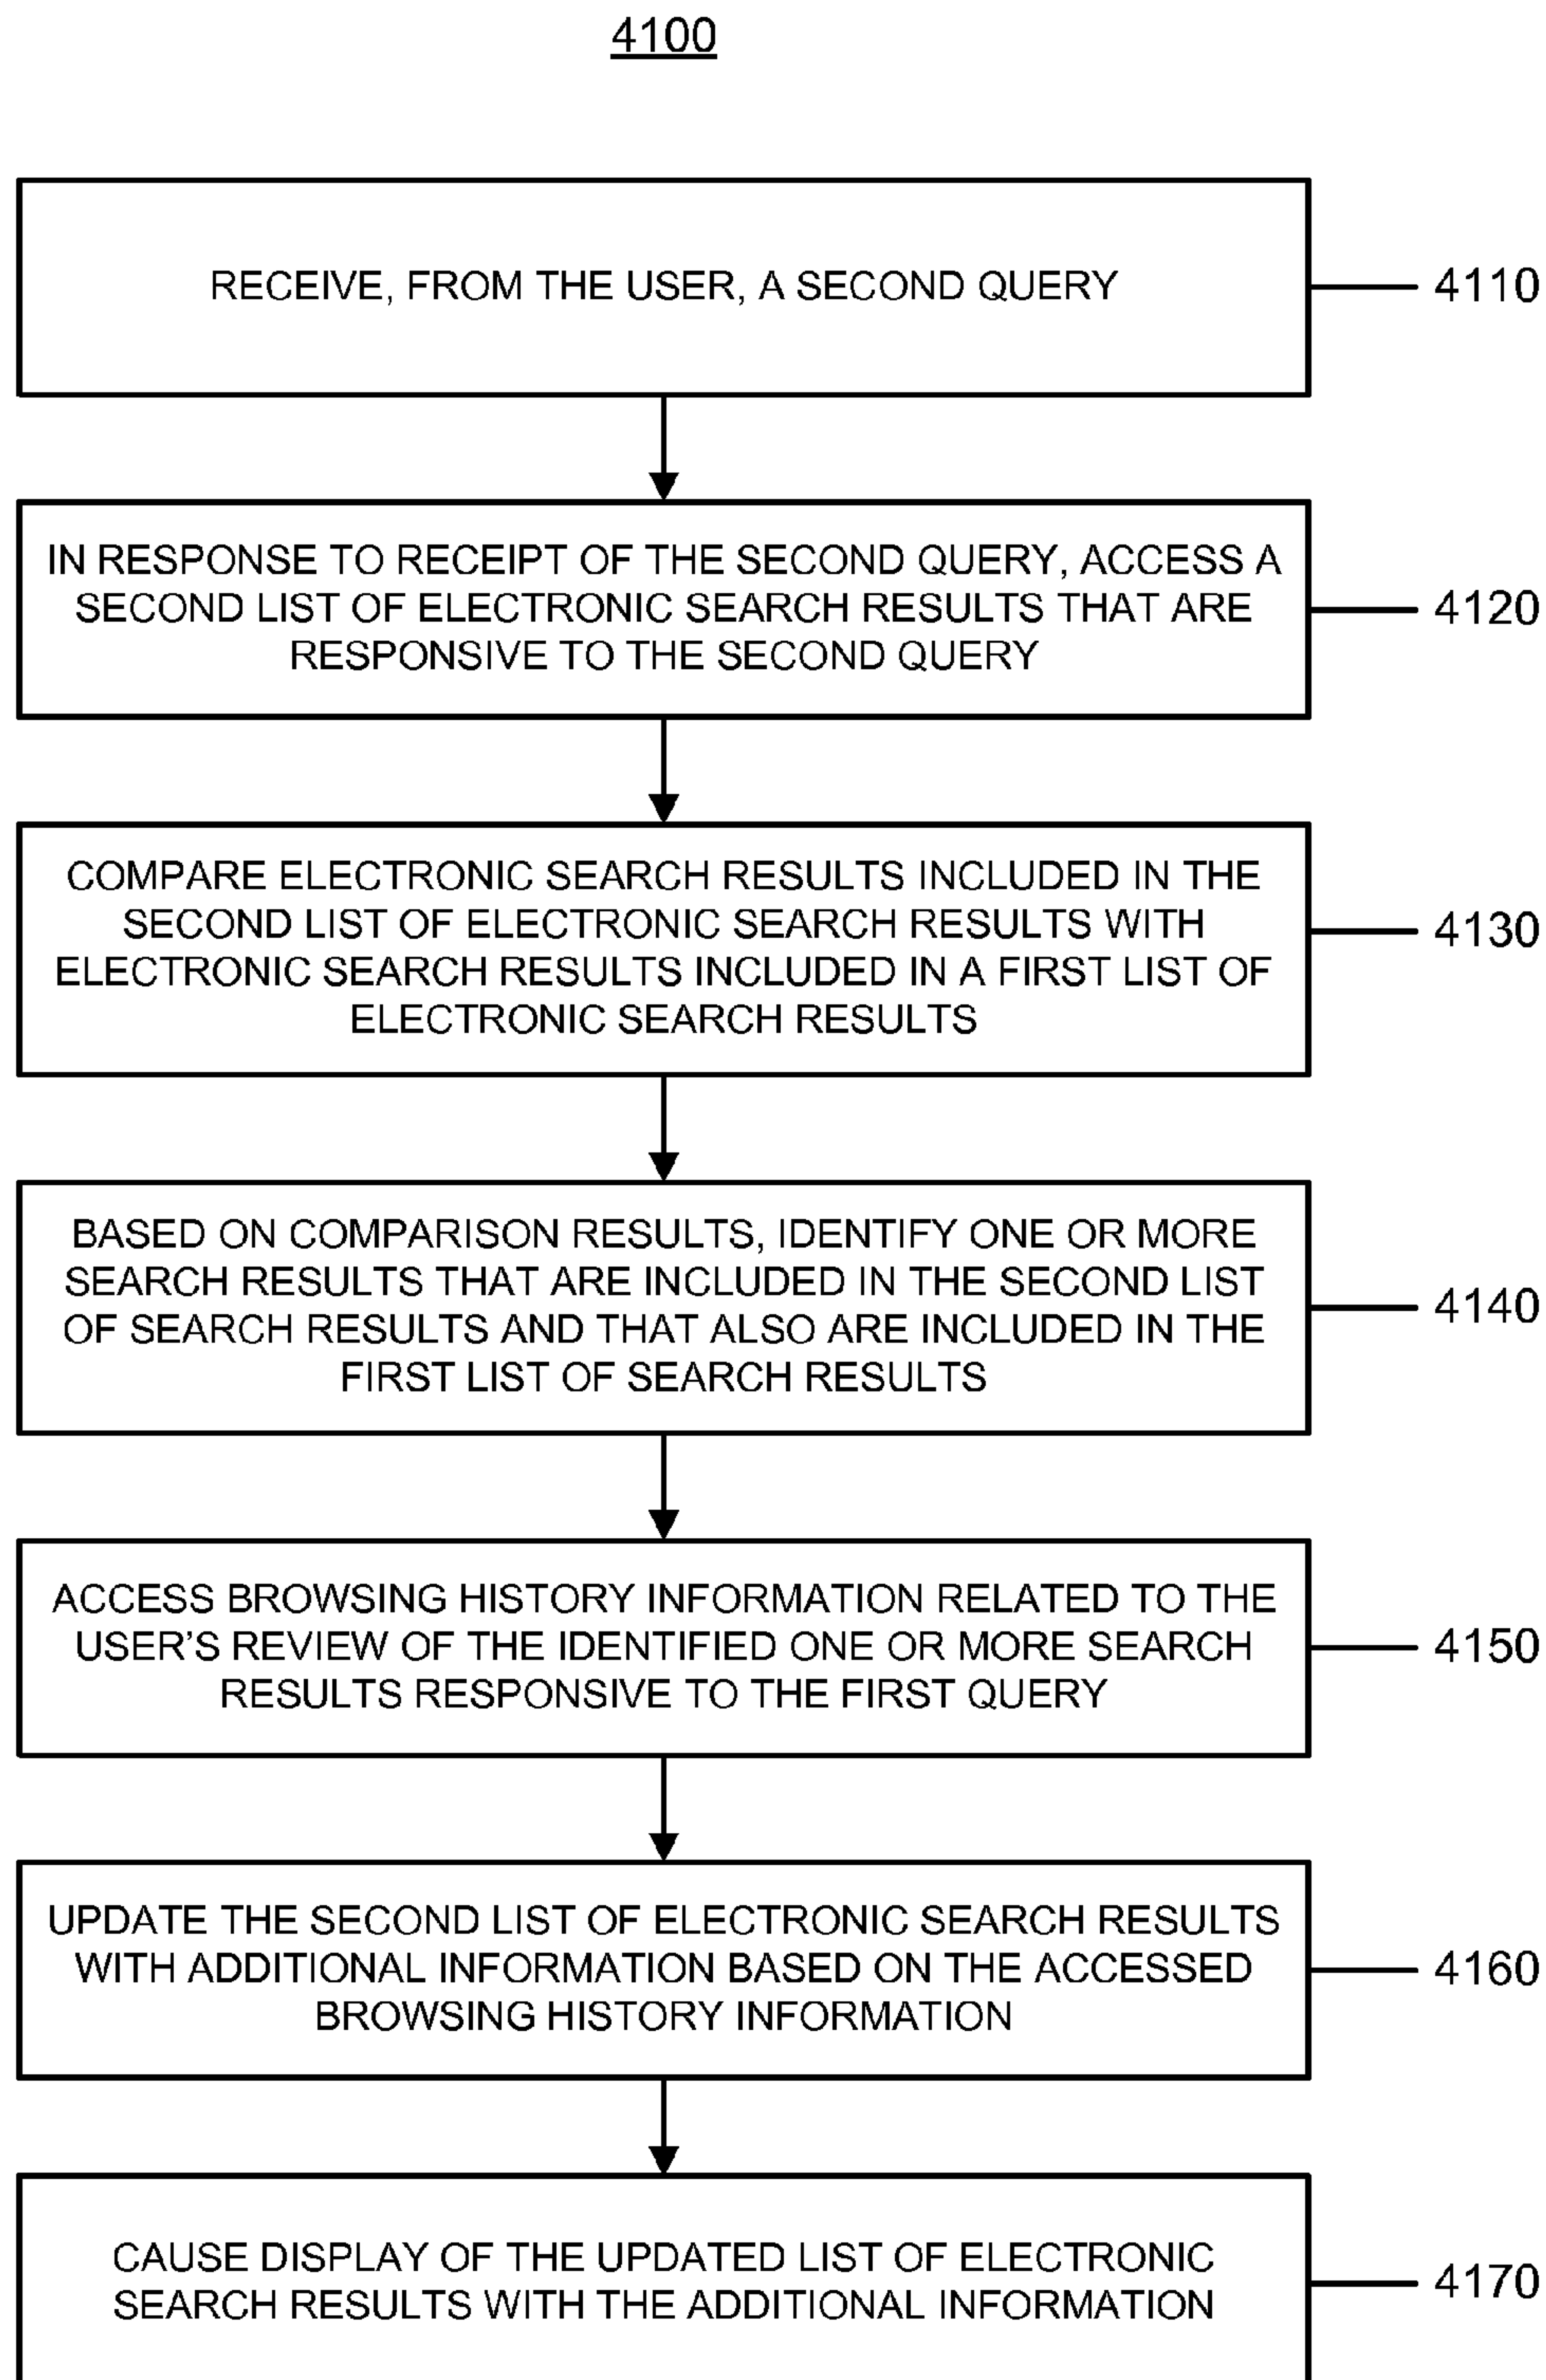 4100
RECEIVE, FROM THE USER, A SECOND QUERY
4110
IN RESPONSE TO RECEIPT OF THE SECOND QUERY, ACCESS A
SECOND LIST OF ELECTRONIC SEARCH RESULTS THAT ARE
RESPONSIVE TO THE SECOND QUERY
4120
COMPARE ELECTRONIC SEARCH RESULTS INCLUDED IN THE
SECOND LIST OF ELECTRONIC SEARCH RESULTS WITH
ELECTRONIC SEARCH RESULTS INCLUDED IN A FIRST LIST OF
ELECTRONIC SEARCH RESULTS
4130
BASED ON COMPARISON RESULTS, IDENTIFY ONE OR MORE
SEARCH RESULTS THAT ARE INCLUDED IN THE SECOND LIST
OF SEARCH RESULTS AND THAT ALSO ARE INCLUDED IN THE
FIRST LIST OF SEARCH RESULTS
4140
ACCESS BROWSING HISTORY INFORMATION RELATED TO THE
USER’S REVIEW OF THE IDENTIFIED ONE OR MORE SEARCH
RESULTS RESPONSIVE TO THE FIRST QUERY
4150
UPDATE THE SECOND LIST OF ELECTRONIC SEARCH RESULTS
WITH ADDITIONAL INFORMATION BASED ON THE ACCESSED
BROWSING HISTORY INFORMATION
4160
CAUSE DISPLAY OF THE UPDATED LIST OF ELECTRONIC
SEARCH RESULTS WITH THE ADDITIONAL INFORMATION
4170